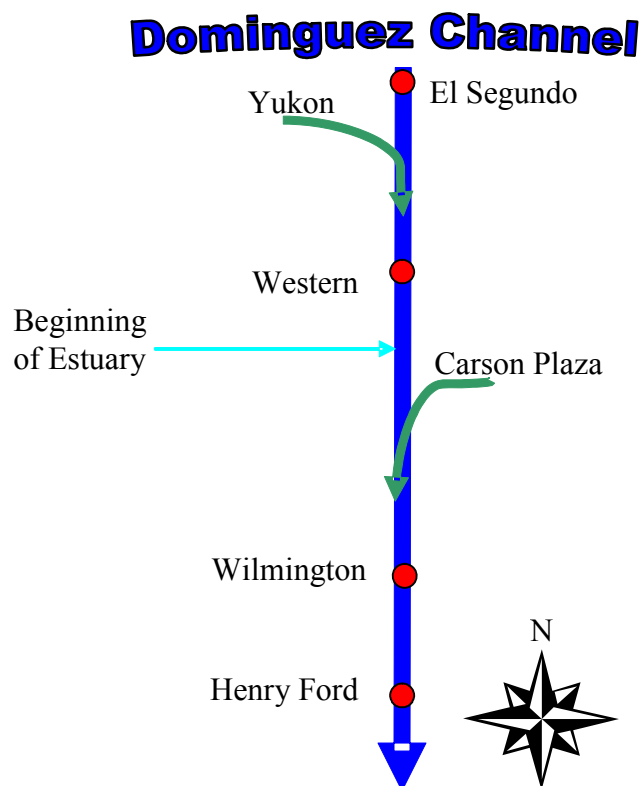 Dominguez Channel
El Segundo
Yukon
Western
Beginning
of Estuary
Carson Plaza
Wilmington
N
Henry Ford